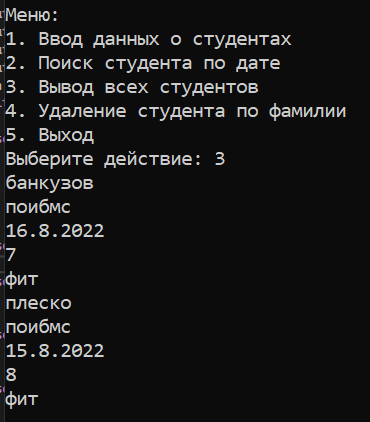 Меню:
1. Ввод данных о студентах
2. Поиск студента по дате
3. Вывод всех студентов
4. Удаление студента по фамилии
5. Выход
Выберите действие: 3
банкузов
поибмс
16.8.2022
7
фит
плеско
поибмс
15.8.2022
8
фит